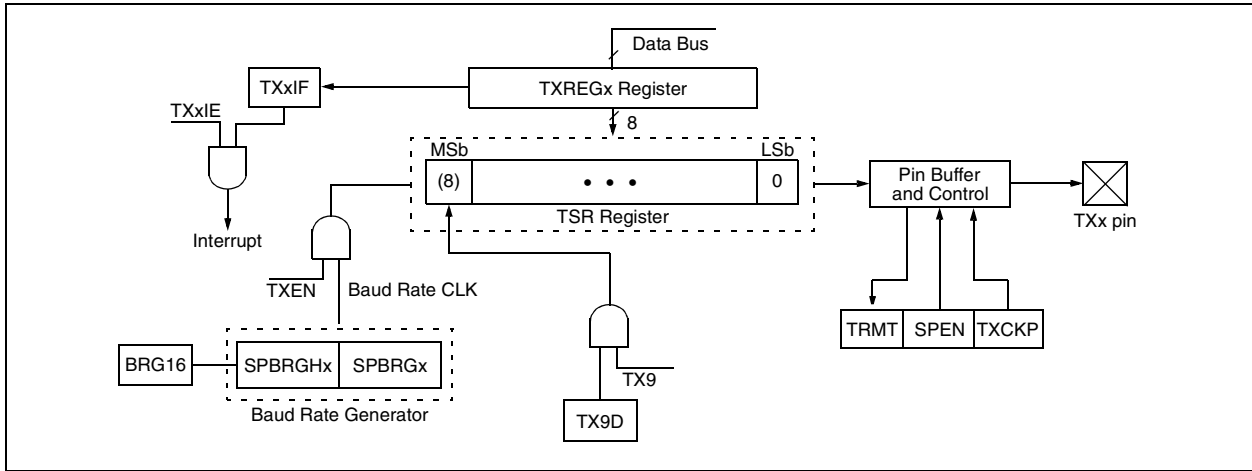 Data Bus
TXREGx Register
TXxIF
TXxIE
8
MSb
LSb
(8)
• • •
0
TSR Register
Pin Buffer
and Control
TXx pin
Interrupt
TXEN
Baud Rate CLK
TRMT
SPEN
TXCKP
BRG16
SPBRGHx
SPBRGx
TX9
Baud Rate Generator
TX9D